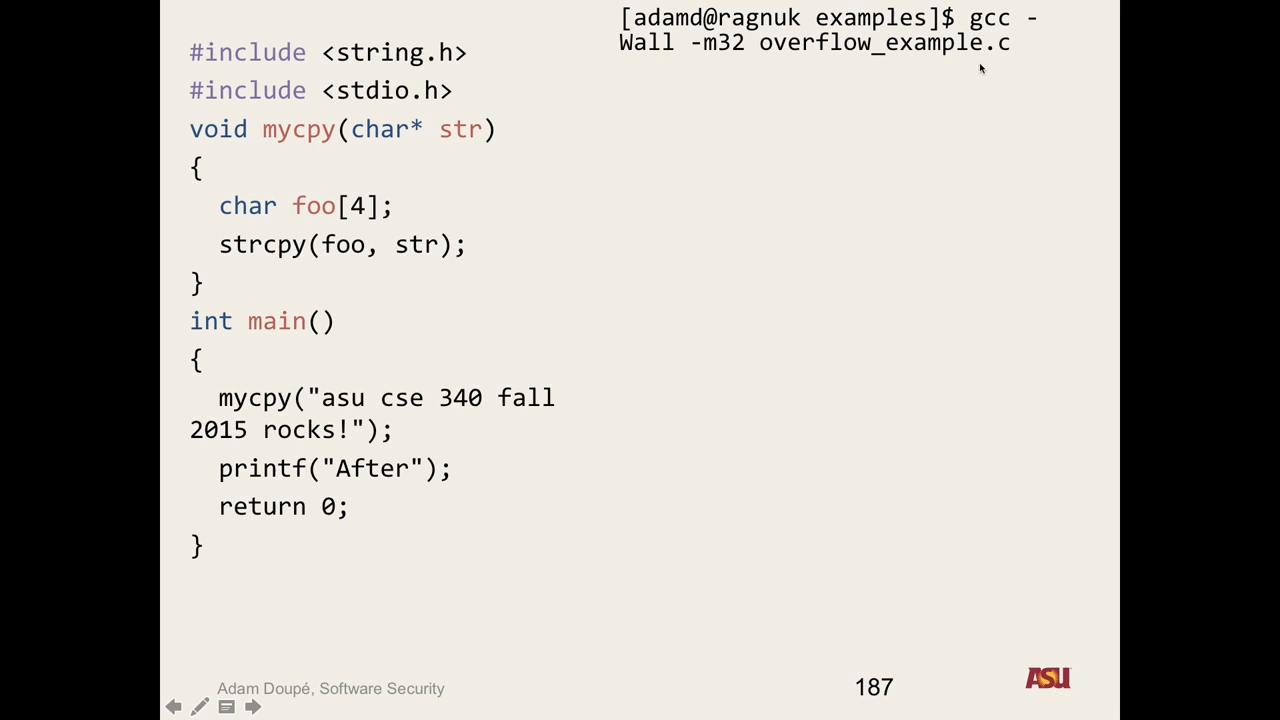 #include <string.h>
#include <stdio.h>
void mycpy(char* str)
{
  char foo[4];
  strcpy(foo, str);
}
int main()
{
  mycpy("asu cse 340 fall
2015 rocks!");
  printf("After");
  return 0;
}
[adamd@ragnuk examples]$ gcc -
Wall -m32 overflow_example.c
Adam Doupé, Software Security
187
ASU